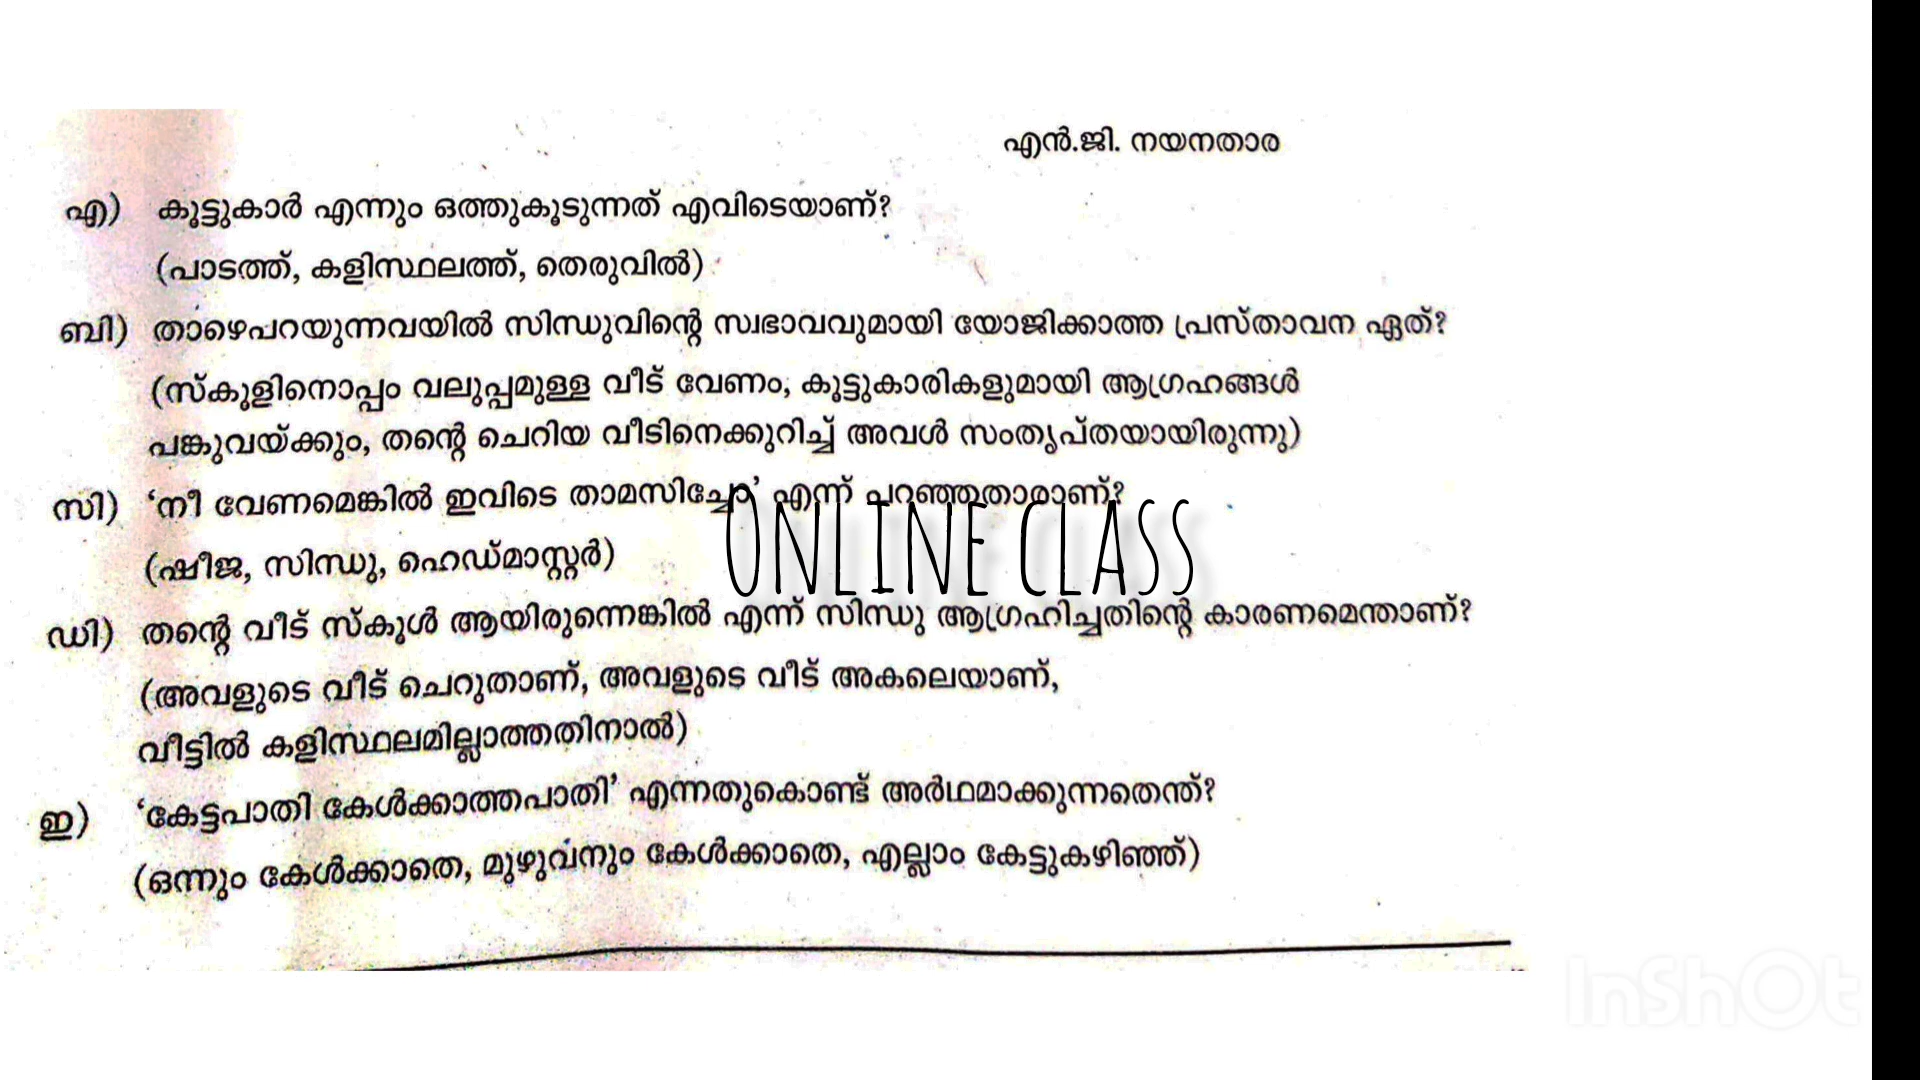 എൻ.ജി. നയനതാര
എ) കൂട്ടുകാർ എന്നും ഒത്തുകൂടുന്നത് എവിടെയാണ്?
(പാടത്ത്, കളിസ്ഥലത്ത്, തെരുവിൽ)
ബി) താഴെപറയുന്നവയിൽ സിന്ധുവിന്റെ സ്വഭാവവുമായി യോജിക്കാത്ത പ്രസ്താവന ഏത്?
(സ്കൂളിനൊപ്പം വലുപ്പമുള്ള വീട് വേണം, കൂട്ടുകാരികളുമായി ആഗ്രഹങ്ങൾ
പങ്കുവയ്ക്കും, തന്റെ ചെറിയ വീടിനെക്കുറിച്ച് അവൾ സംതൃപ്തയായിരുന്നു)
സി) ‘നീ വേണമെങ്കിൽ ഇവിടെ താമസിച്ചോ’ എന്ന് പറഞ്ഞതാരാണ്?
ONLINE CLASS
(ഷീജ, സിന്ധു, ഹെഡ്മാസ്റ്റർ)
ഡി) തന്റെ വീട് സ്കൂൾ ആയിരുന്നെങ്കിൽ എന്ന് സിന്ധു ആഗ്രഹിച്ചതിന്റെ കാരണമെന്താണ്?
(അവളുടെ വീട് ചെറുതാണ്, അവളുടെ വീട് അകലെയാണ്,
വീട്ടിൽ കളിസ്ഥലമില്ലാത്തതിനാൽ)
ഇ) ‘കേട്ടപാതി കേൾക്കാത്തപാതി’ എന്നതുകൊണ്ട് അർഥമാക്കുന്നതെന്ത്?
(ഒന്നും കേൾക്കാതെ, മുഴുവനും കേൾക്കാതെ, എല്ലാം കേട്ടുകഴിഞ്ഞ്)
InShOt